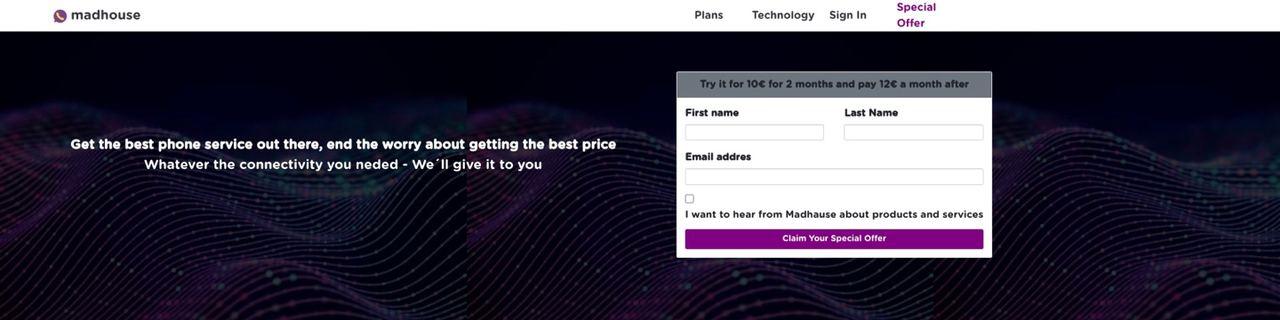 madhouse
Plans
Technology
Sign In
Special
Offer
Get the best phone service out there, end the worry about getting the best price
Whatever the connectivity you neded - We´ll give it to you
Try it for 10€ for 2 months and pay 12€ a month after
First name
Last Name
Email addres
I want to hear from Madhause about products and services
Claim Your Special Offer